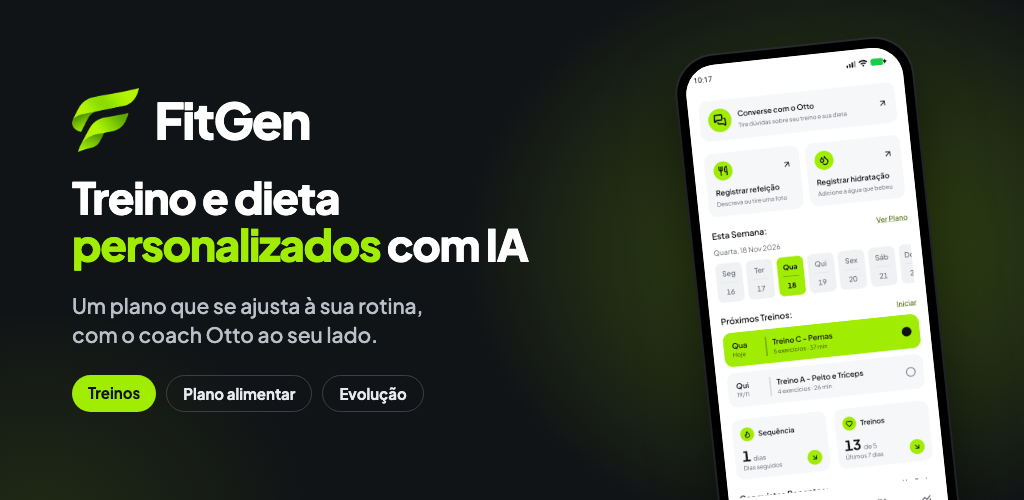 FitGen
Treino e dieta
personalizados com IA
Um plano que se ajusta à sua rotina,
com o coach Otto ao seu lado.
Treinos
Plano alimentar
Evolução
10:17
Converse com o Otto
Tire dúvidas sobre seu treino e sua dieta
Registrar refeição
Descreva ou tire uma foto
Registrar hidratação
Adicione a água que bebeu
Esta Semana:
Ver Plano
Quarta, 18 Nov 2026
Seg
16
Ter
17
Qua
18
Qui
19
Sex
20
Sáb
21
Próximos Treinos:
Iniciar
Qua
Hoje
Treino C - Pernas
5 exercícios · 37 min
Qui
19/11
Treino A - Peito e Tríceps
4 exercícios · 26 min
Sequência
1 dias
Dias seguidos
Treinos
13 de 5
Últimos 7 dias